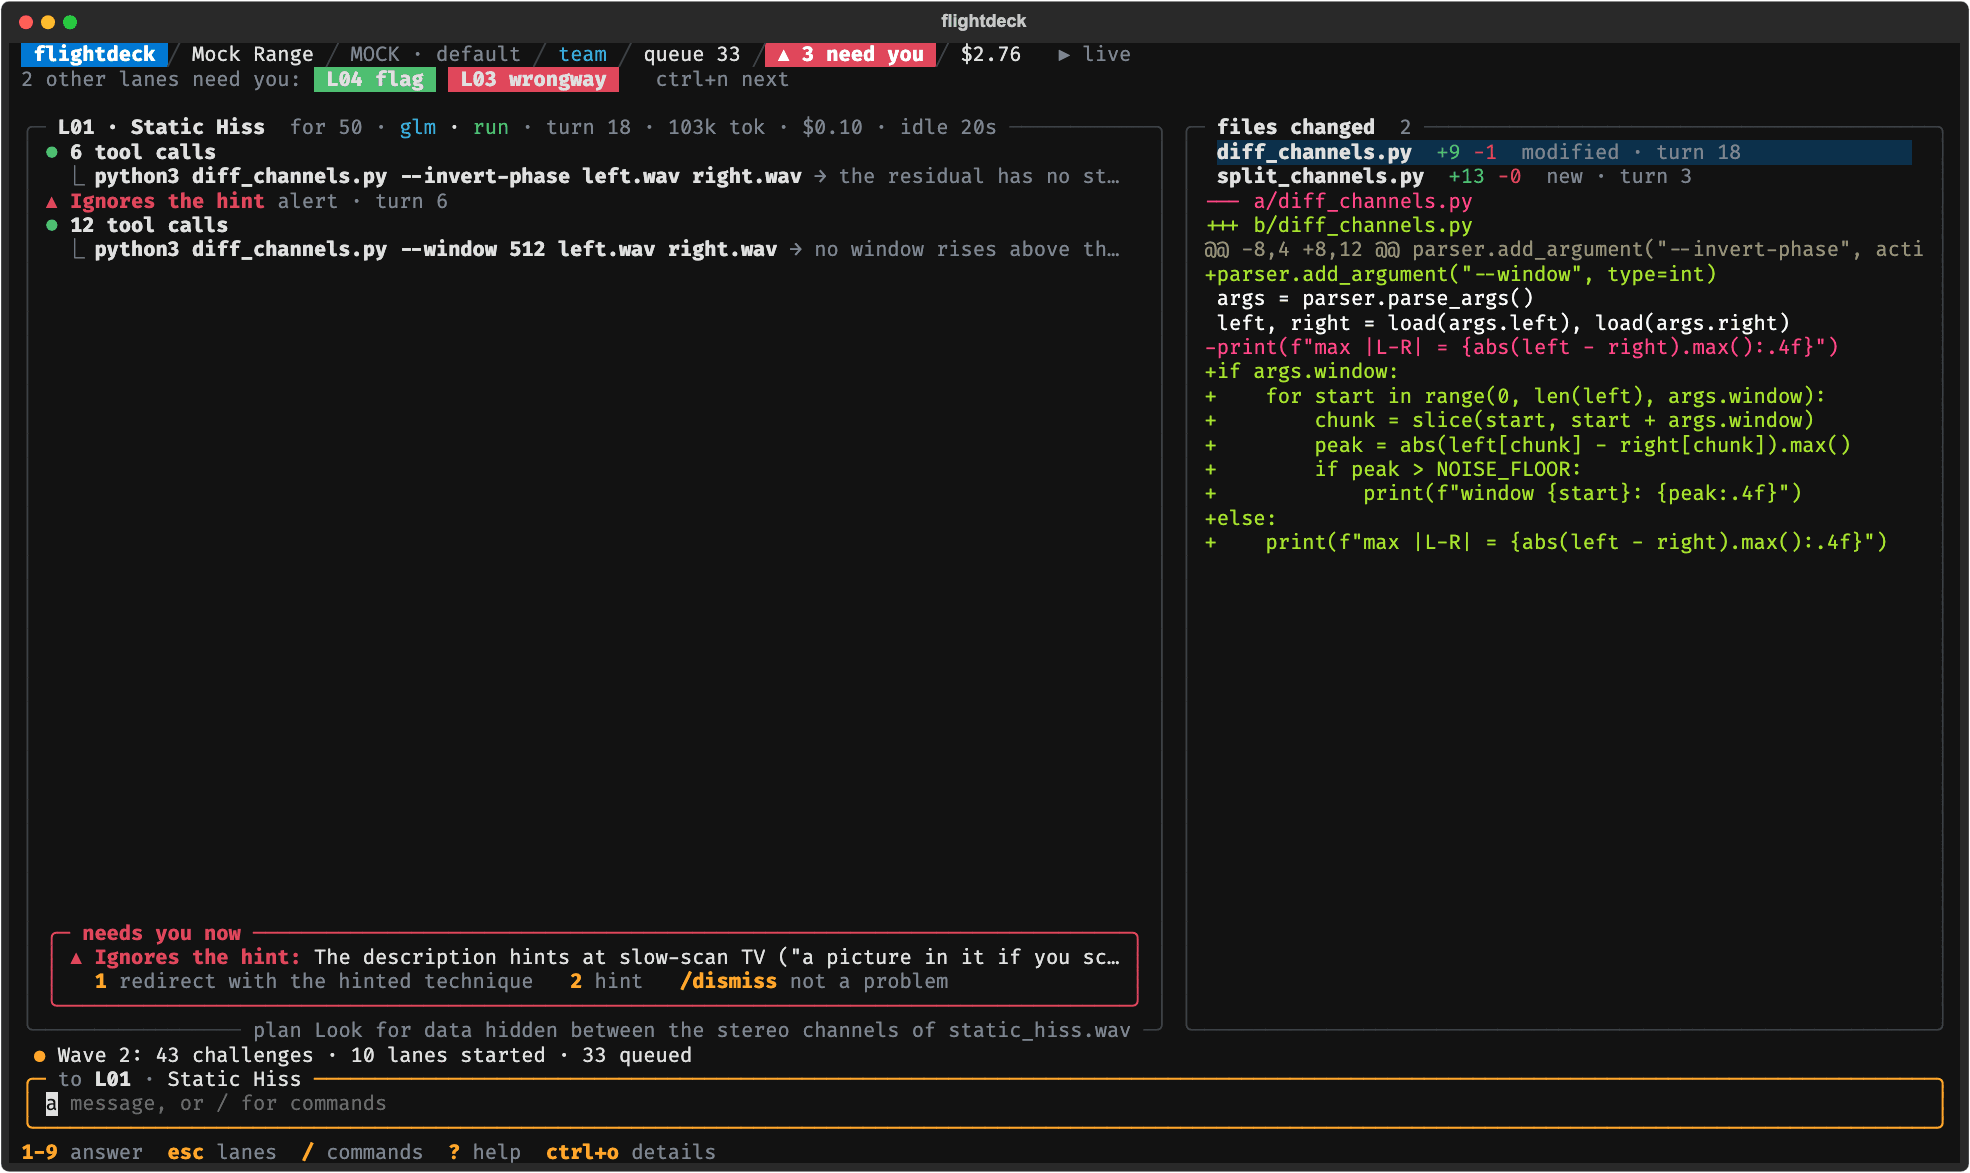 flightdeck
flightdeck / Mock Range / MOCK · default / team / queue 33 / ▲ 3 need you / $2.76 ▶ live
2 other lanes need you: L04 flag L03 wrongway ctrl+n next
L01 · Static Hiss for 50 · glm · run · turn 18 · 103k tok · $0.10 · idle 20s
● 6 tool calls
└ python3 diff_channels.py --invert-phase left.wav right.wav → the residual has no st…
▲ Ignores the hint alert · turn 6
● 12 tool calls
└ python3 diff_channels.py --window 512 left.wav right.wav → no window rises above th…
needs you now
▲ Ignores the hint: The description hints at slow-scan TV ("a picture in it if you sc…
1 redirect with the hinted technique 2 hint /dismiss not a problem
plan Look for data hidden between the stereo channels of static_hiss.wav
files changed 2
diff_channels.py +9 -1 modified · turn 18
split_channels.py +13 -0 new · turn 3
--- a/diff_channels.py
+++ b/diff_channels.py
@@ -8,4 +8,12 @@ parser.add_argument("--invert-phase", acti
+parser.add_argument("--window", type=int)
 args = parser.parse_args()
 left, right = load(args.left), load(args.right)
-print(f"max |L-R| = {abs(left - right).max():.4f}")
+if args.window:
+    for start in range(0, len(left), args.window):
+        chunk = slice(start, start + args.window)
+        peak = abs(left[chunk] - right[chunk]).max()
+        if peak > NOISE_FLOOR:
+            print(f"window {start}: {peak:.4f}")
+else:
+    print(f"max |L-R| = {abs(left - right).max():.4f}")
● Wave 2: 43 challenges · 10 lanes started · 33 queued
to L01 · Static Hiss
a message, or / for commands
1-9 answer esc lanes / commands ? help ctrl+o details